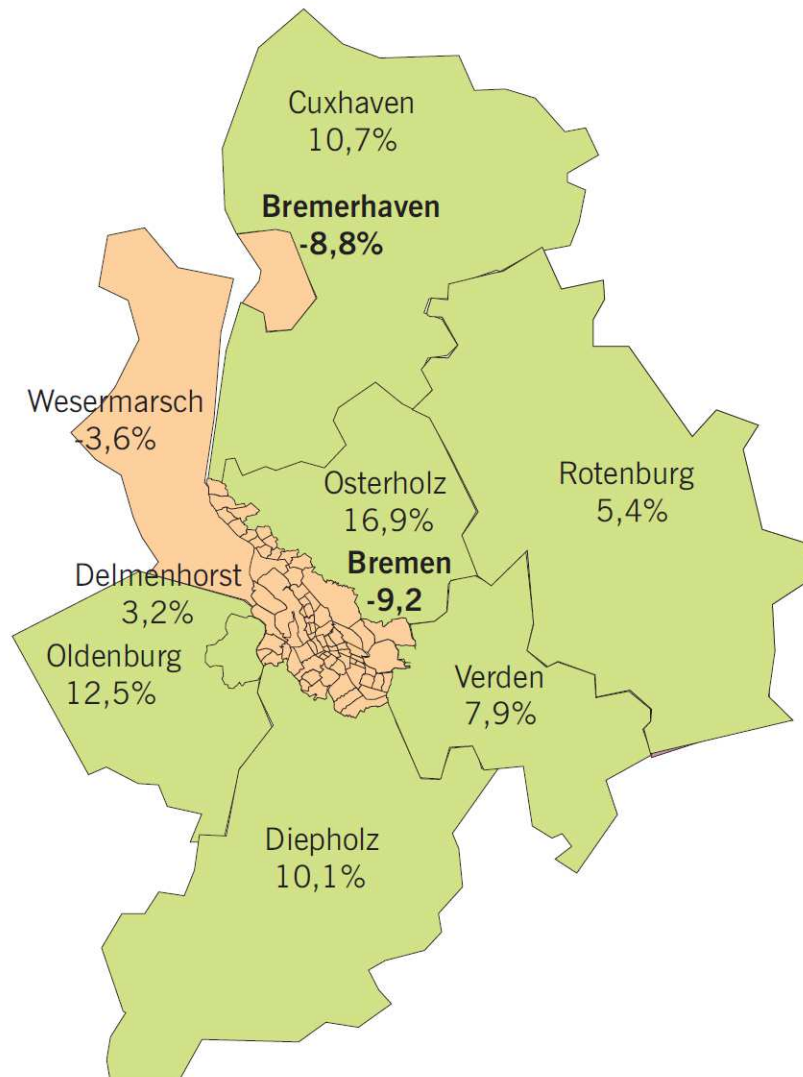 Cuxhaven
10,7%
Bremerhaven
-8,8%
Wesermarsch
-3,6%
Osterholz
16,9%
Rotenburg
5,4%
Bremen
-9,2
Delmenhorst
3,2%
Oldenburg
12,5%
Verden
7,9%
Diepholz
10,1%